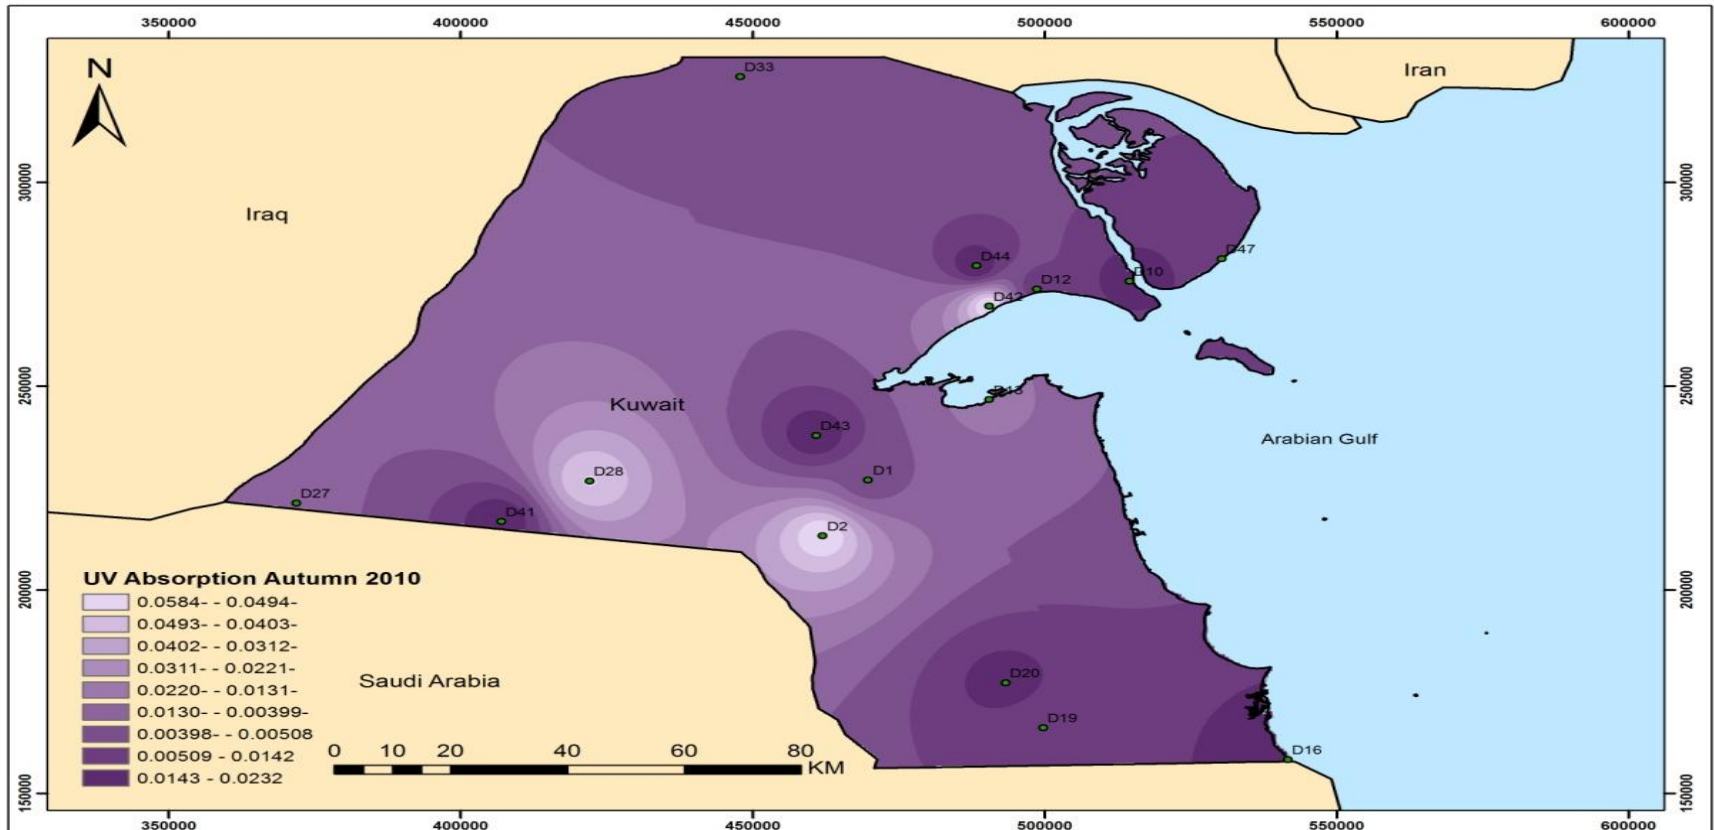 350000 400000 450000 500000 550000 600000
N
D33
Iran
300000 300000
Iraq
D47
D44
D10
D12
D42
250000 250000
D13
Kuwait
D43
Arabian Gulf
D28
D1
D27
D41
D2
UV Absorption Autumn 2010
0.0584- - 0.0494-
0.0493- - 0.0403-
0.0402- - 0.0312-
0.0311- - 0.0221-
0.0220- - 0.0131-
0.0130- - 0.00399-
0.00398- - 0.00508
0.00509 - 0.0142
0.0143 - 0.0232
200000 200000
Saudi Arabia
D20
D19
D16
0 10 20 40 60 80
KM
150000 150000
350000 400000 450000 500000 550000 600000